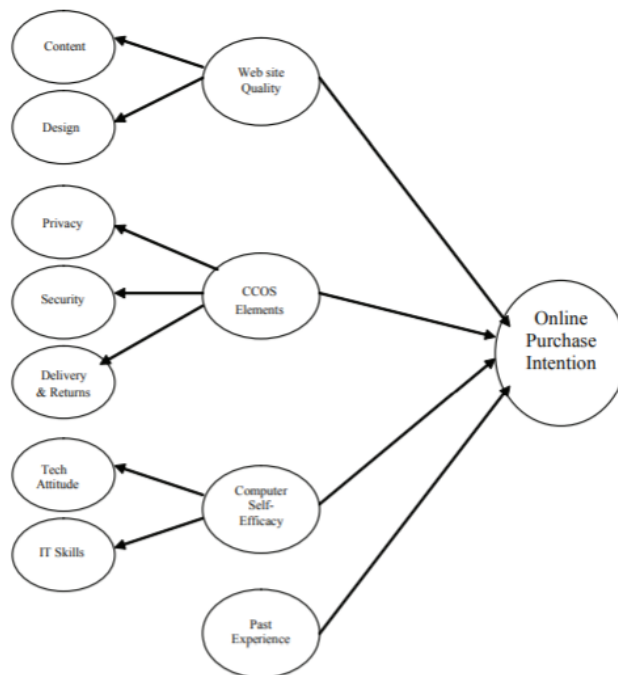 Content
Web site
Quality
Design
Privacy
Security
CCOS
Elements
Delivery
& Returns
Online
Purchase
Intention
Tech
Attitude
Computer
Self-
Efficacy
IT Skills
Past
Experience